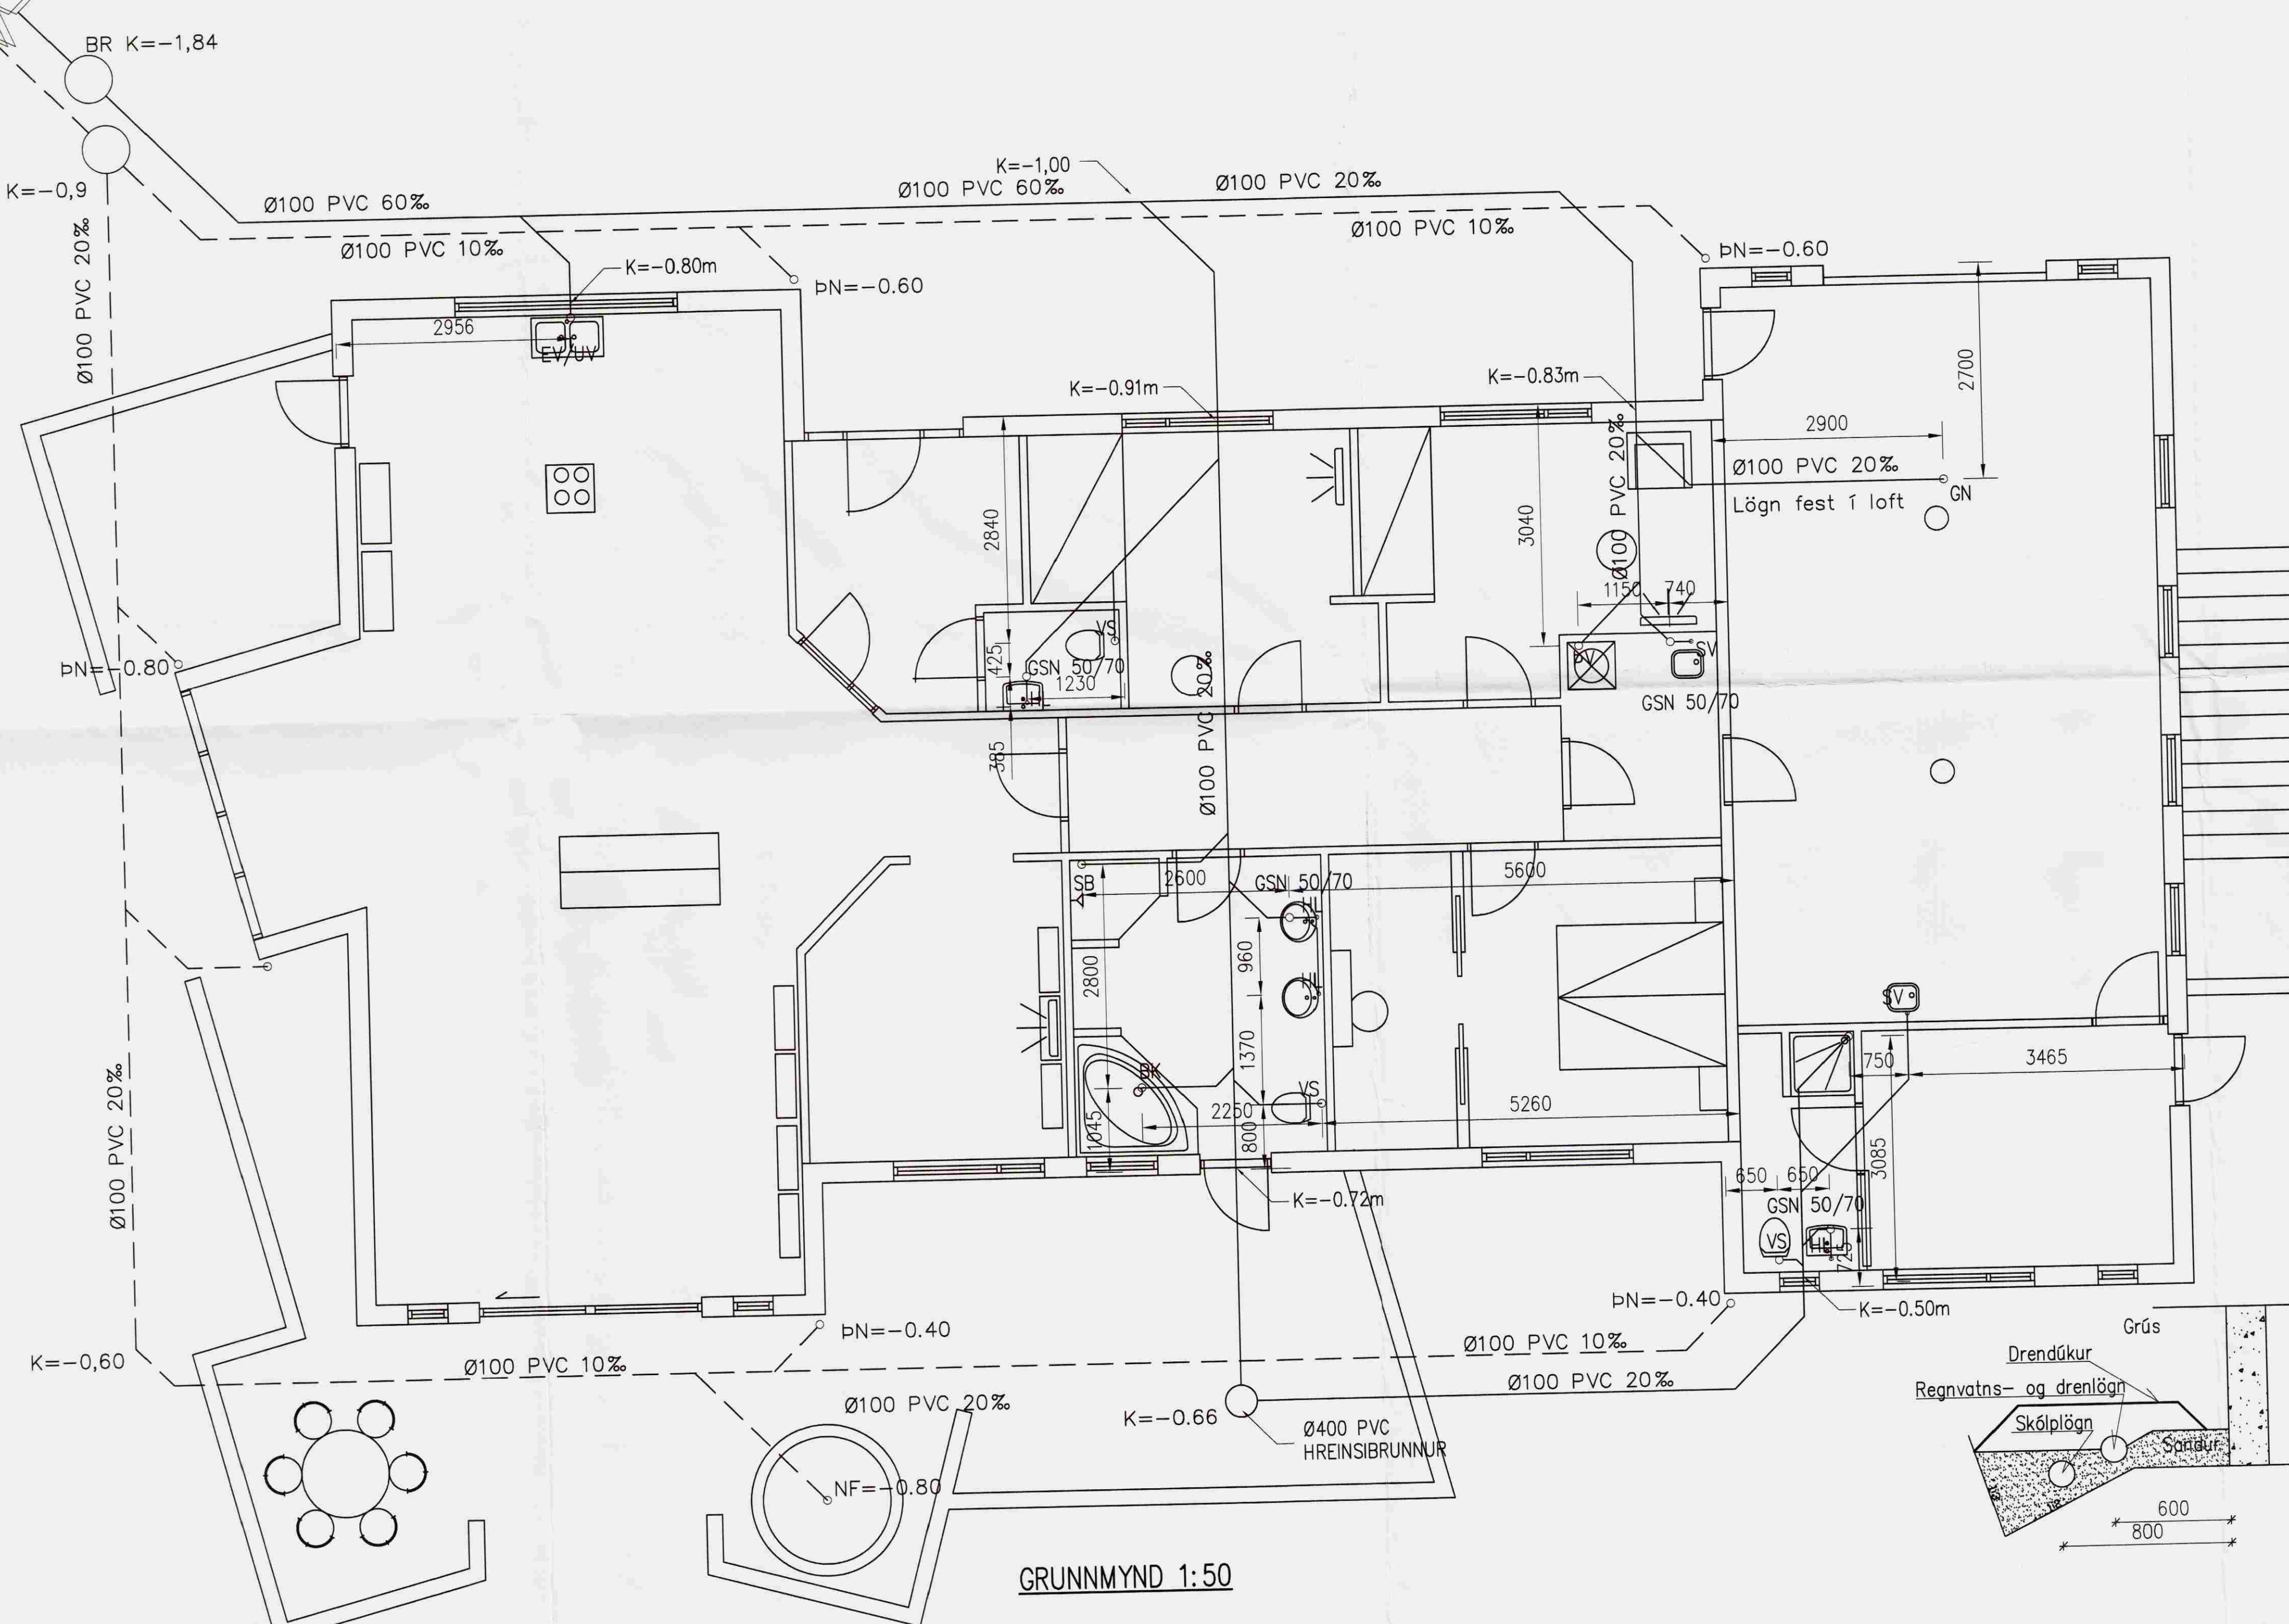 BR K=−1,84
K=−0,9
Ø100 PVC 20‰
Ø100 PVC 60‰
Ø100 PVC 10‰
K=−1,00
Ø100 PVC 60‰
Ø100 PVC 20‰
Ø100 PVC 10‰
ÞN=−0.60
K=−0.80m
ÞN=−0.60
2956
EV/UV
K=−0.91m
K=−0.83m
Ø100 PVC 20‰
2700
2900
Ø100 PVC 20‰
Lögn fest í loft
GN
2840
3040
1150
740
VS
425
GSN 50/70
HL
1230
385
SV
GSN 50/70
ÞN=−0.80
Ø100 PVC 20‰
SB
2600
GSN 50/70
5600
HL
960
HL
2800
1370
BK
VS
2250
5260
1045
800
SV
750
3465
3085
650
650
GSN 50/70
VS
HL
725
K=−0.72m
Ø100 PVC 20‰
K=−0,60
ÞN=−0.40
Ø100 PVC 10‰
ÞN=−0.40
K=−0.50m
Ø100 PVC 10‰
Ø100 PVC 20‰
Ø100 PVC 20‰
K=−0.66
Ø400 PVC
HREINSIBRUNNUR
NF=−0.80
Grús
Drendúkur
Regnvatns− og drenlögn
Skólplögn
Sandur
600
800
GRUNNMYND 1:50